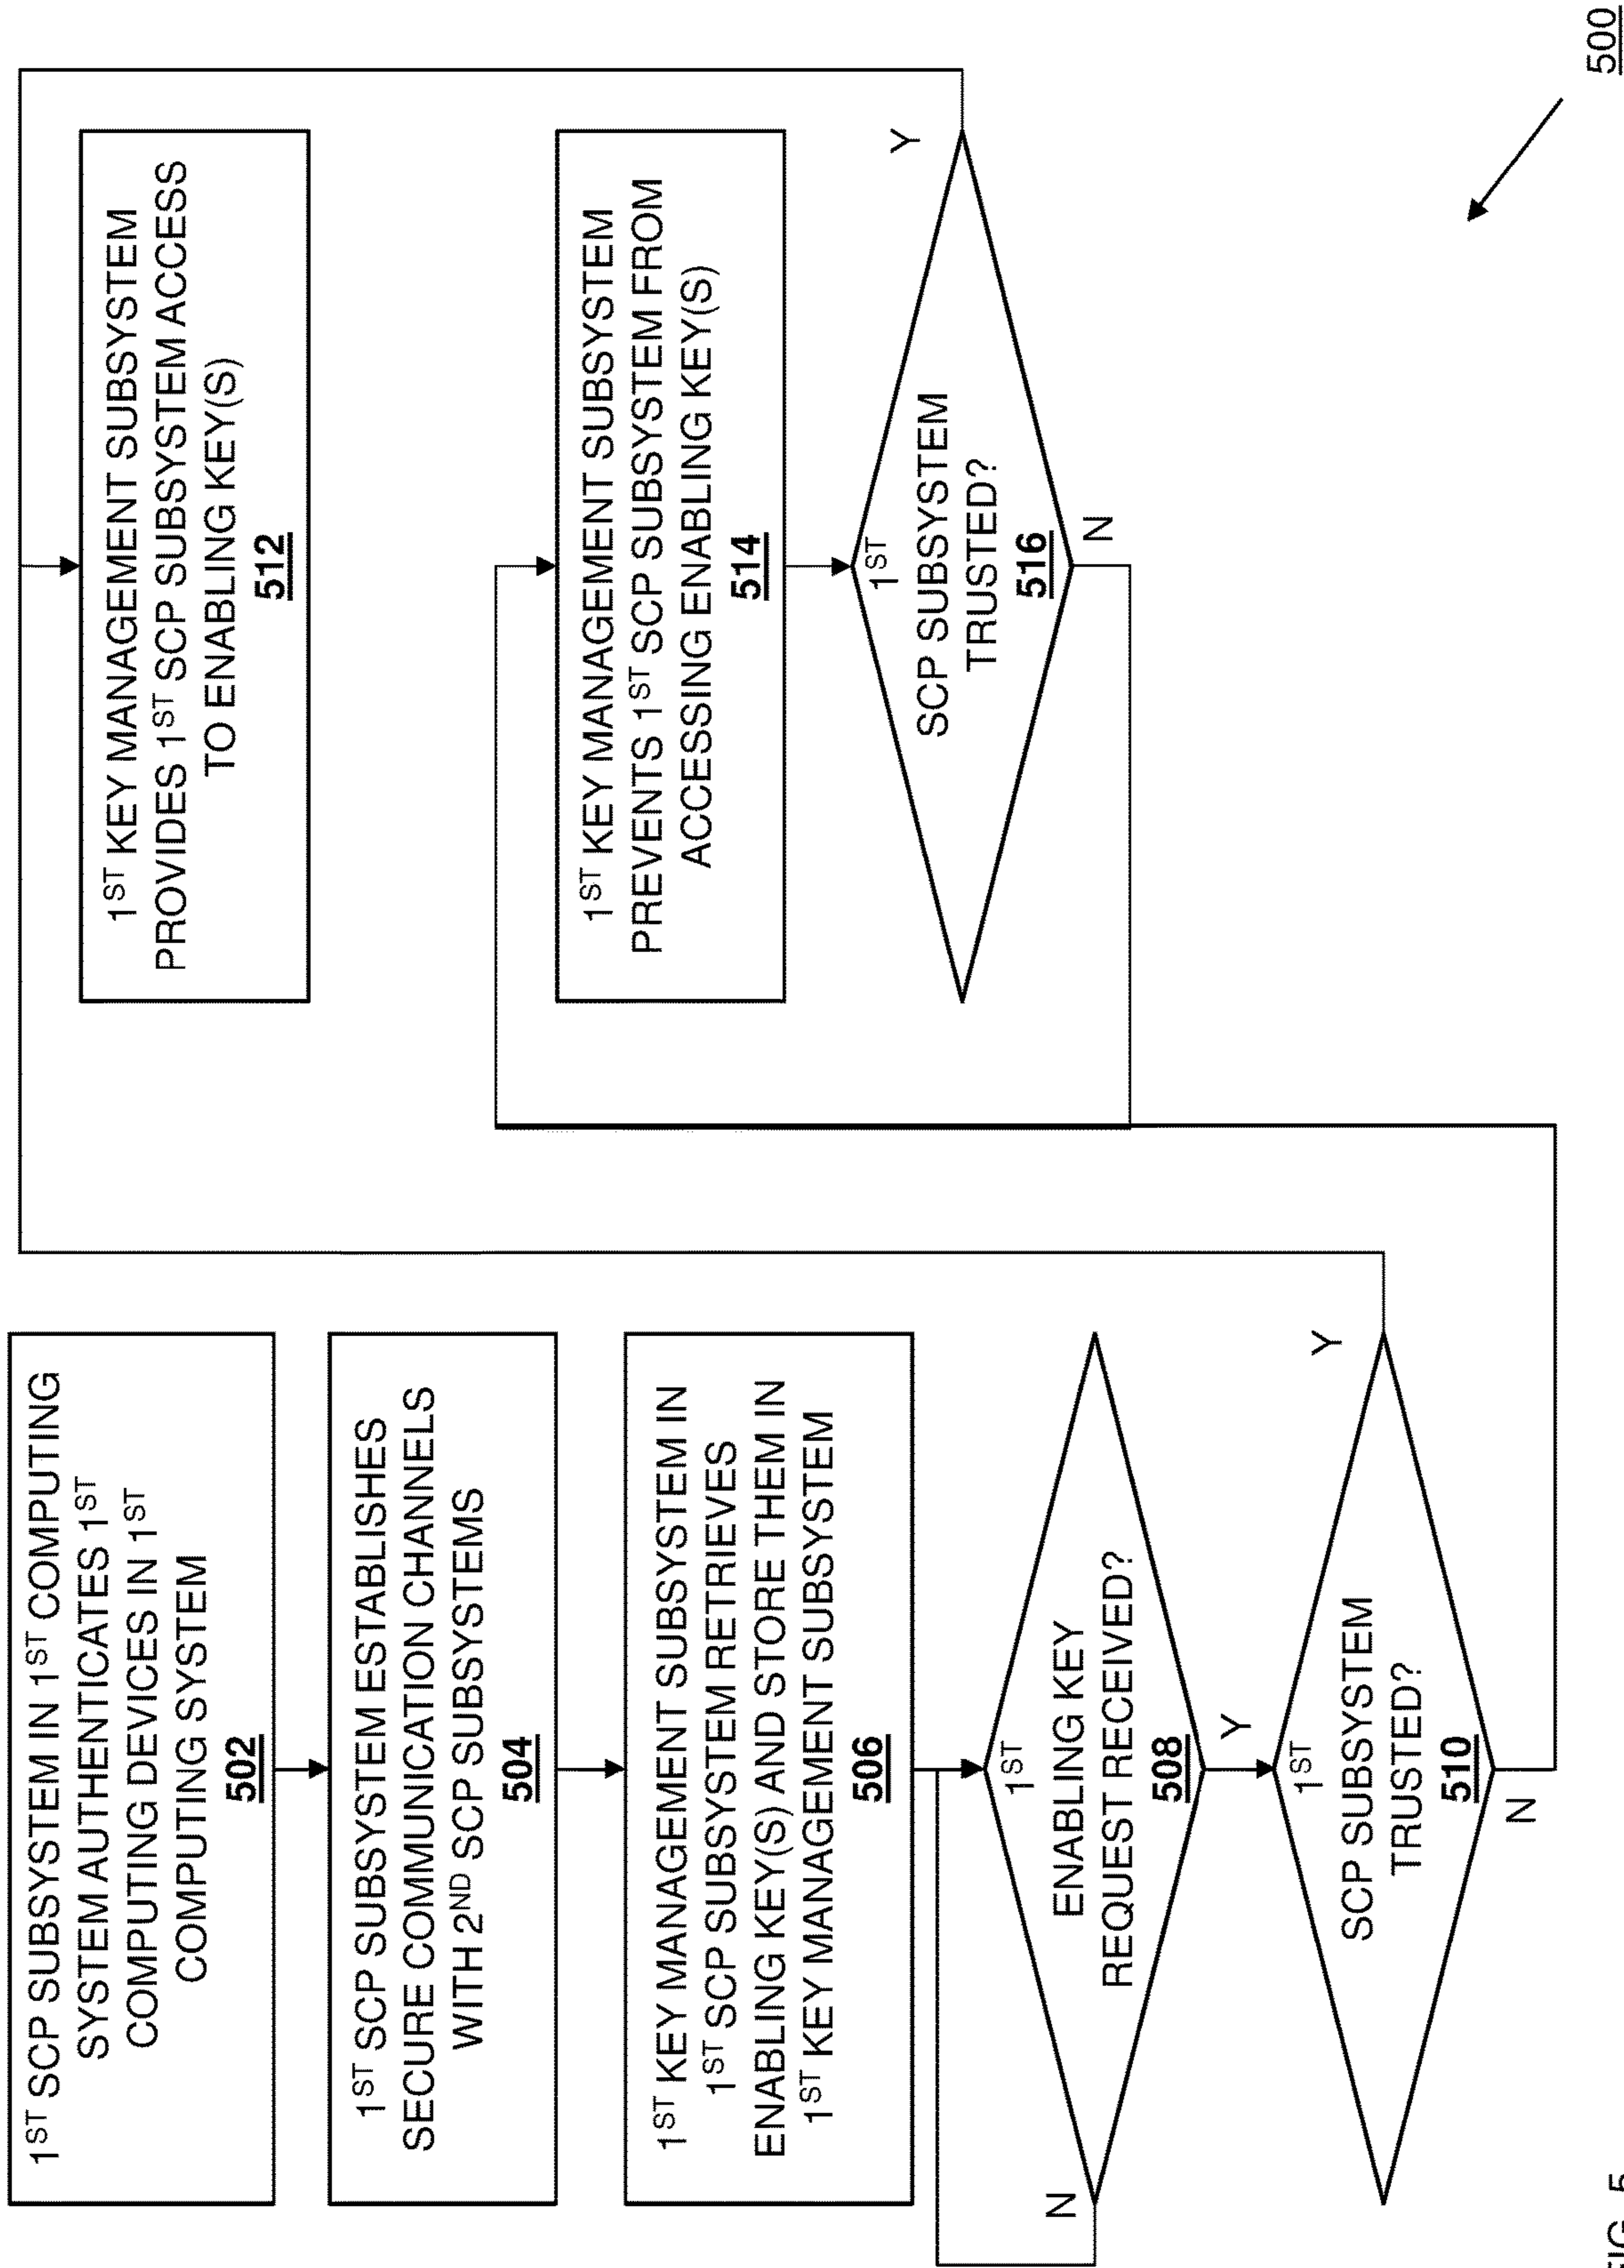 1ST SCP SUBSYSTEM IN 1ST COMPUTING
SYSTEM AUTHENTICATES 1ST
COMPUTING DEVICES IN 1ST
COMPUTING SYSTEM
502
1ST SCP SUBSYSTEM ESTABLISHES
SECURE COMMUNICATION CHANNELS
WITH 2ND SCP SUBSYSTEMS
504
1ST KEY MANAGEMENT SUBSYSTEM IN
1ST SCP SUBSYSTEM RETRIEVES
ENABLING KEY(S) AND STORE THEM IN
1ST KEY MANAGEMENT SUBSYSTEM
506
1ST
ENABLING KEY
REQUEST RECEIVED?
508
N
Y
1ST
SCP SUBSYSTEM
TRUSTED?
510
Y
N
1ST KEY MANAGEMENT SUBSYSTEM
PROVIDES 1ST SCP SUBSYSTEM ACCESS
TO ENABLING KEY(S)
512
1ST KEY MANAGEMENT SUBSYSTEM
PREVENTS 1ST SCP SUBSYSTEM FROM
ACCESSING ENABLING KEY(S)
514
1ST
SCP SUBSYSTEM
TRUSTED?
516
Y
N
500
FIG. 5